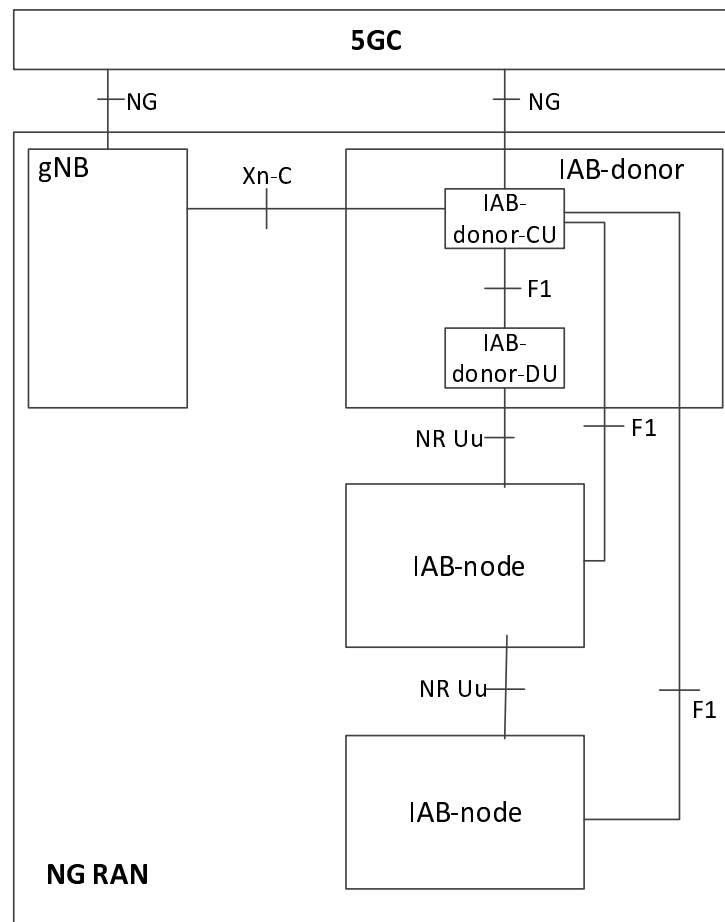 5GC
NG
NG
gNB
Xn-C
IAB-donor
IAB-
donor-CU
F1
IAB-
donor-DU
NR Uu
F1
IAB-node
NR Uu
F1
IAB-node
NG RAN